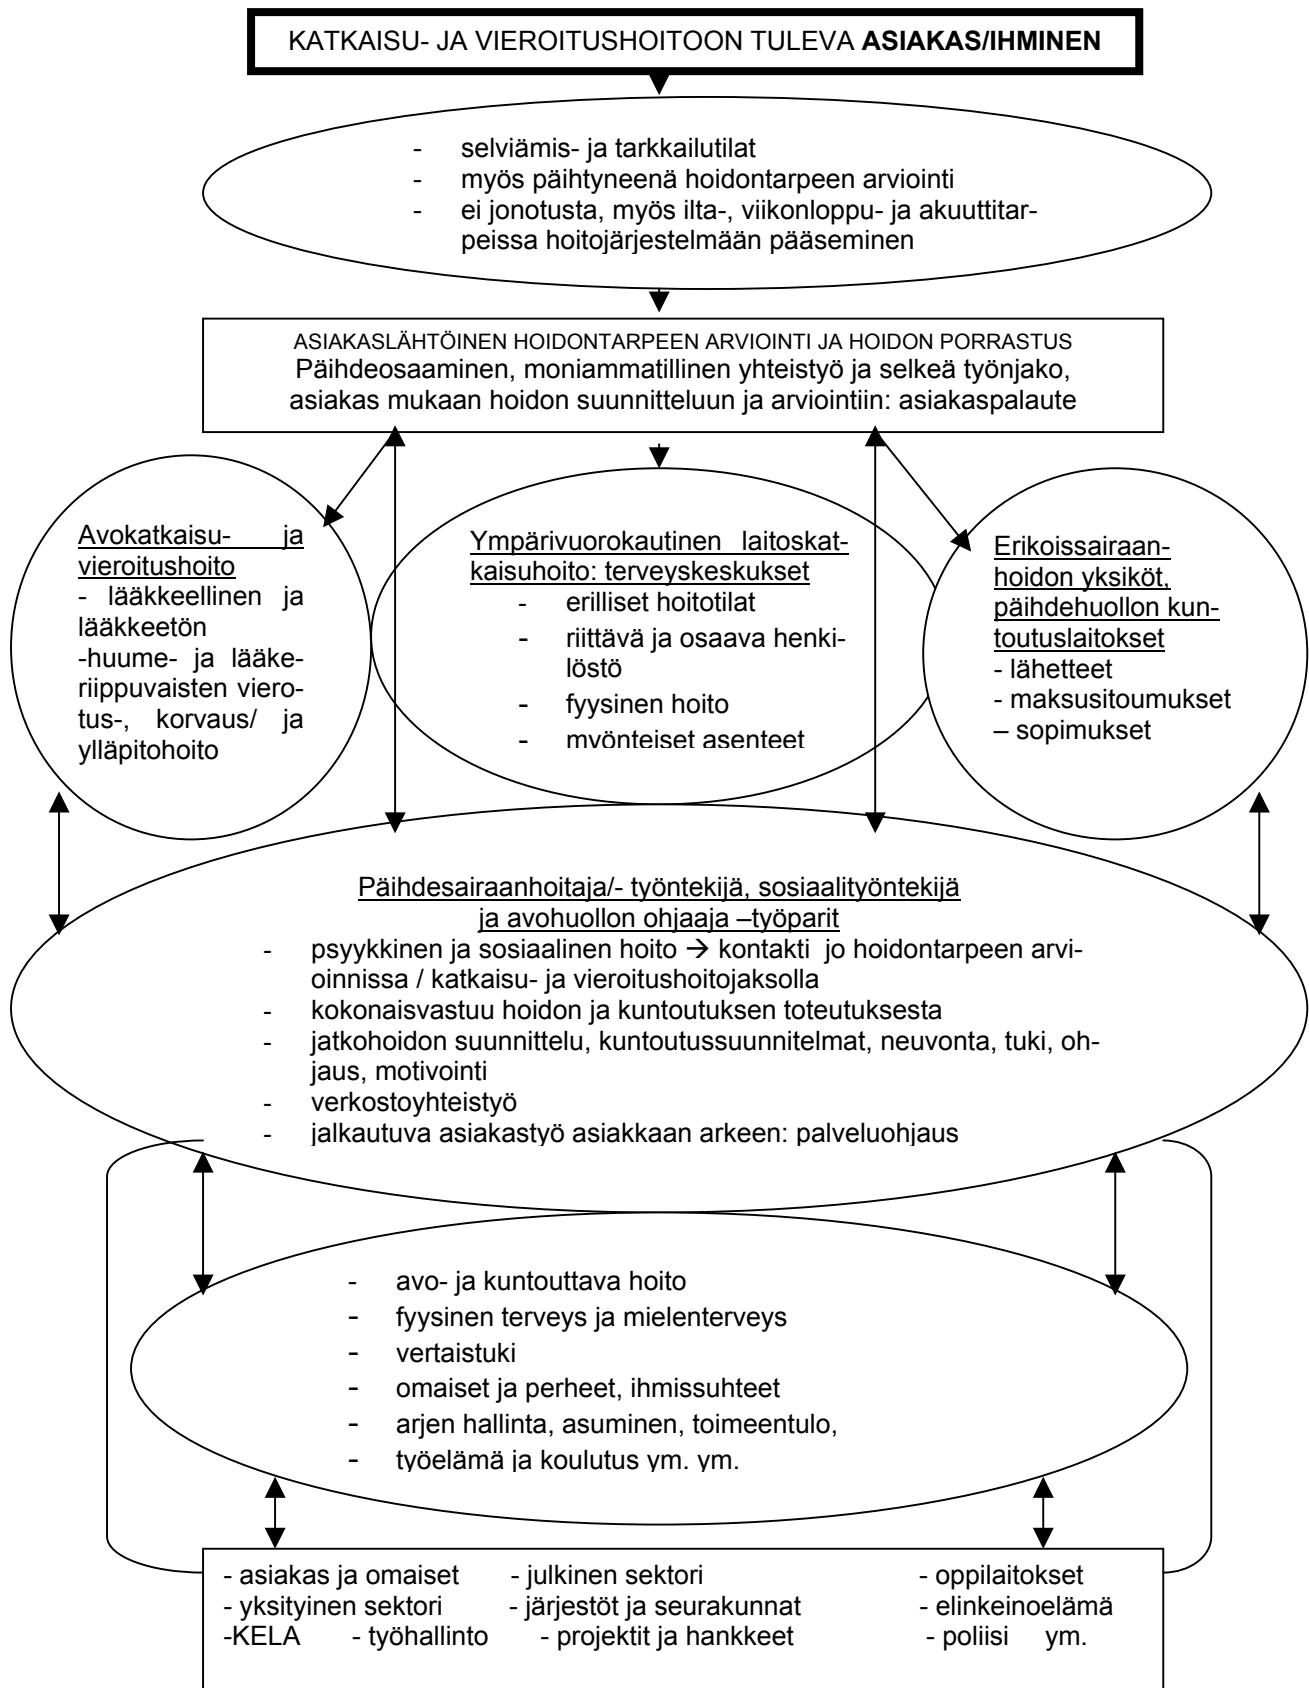 KATKAISU- JA VIEROITUSHOITOON TULEVA ASIAKAS/IHMINEN
- selviämis- ja tarkkailutilat
- myös päihtyneenä hoidontarpeen arviointi
- ei jonotusta, myös ilta-, viikonloppu- ja akuuttitar-
peissa hoitojärjestelmään pääseminen
ASIAKASLÄHTÖINEN HOIDONTARPEEN ARVIOINTI JA HOIDON PORRASTUS
Päihdeosaaminen, moniammatillinen yhteistyö ja selkeä työnjako,
asiakas mukaan hoidon suunnitteluun ja arviointiin: asiakaspalaute
Avokatkaisu- ja
vieroitushoito
- lääkkeellinen ja
lääkkeetön
-huume- ja lääke-
riippuvaisten viero-
tus-, korvaus/ ja
ylläpitohoito
Ympärivuorokautinen laitoskat-
kaisuhoito: terveyskeskukset
- erilliset hoitotilat
- riittävä ja osaava henki-
löstö
- fyysinen hoito
- myönteiset asenteet
Erikoissairaan-
hoidon yksiköt,
päihdehuollon kun-
toutuslaitokset
- lähetteet
- maksusitoumukset
– sopimukset
Päihdesairaanhoitaja/- työntekijä, sosiaalityöntekijä
ja avohuollon ohjaaja –työparit
- psyykkinen ja sosiaalinen hoito → kontakti jo hoidontarpeen arvi-
oinnissa / katkaisu- ja vieroitushoitojaksolla
- kokonaisvastuu hoidon ja kuntoutuksen toteutuksesta
- jatkohoidon suunnittelu, kuntoutussuunnitelmat, neuvonta, tuki, oh-
jaus, motivointi
- verkostoyhteistyö
- jalkautuva asiakastyö asiakkaan arkeen: palveluohjaus
- avo- ja kuntouttava hoito
- fyysinen terveys ja mielenterveys
- vertaistuki
- omaiset ja perheet, ihmissuhteet
- arjen hallinta, asuminen, toimeentulo,
- työelämä ja koulutus ym. ym.
- asiakas ja omaiset - julkinen sektori - oppilaitokset
- yksityinen sektori - järjestöt ja seurakunnat - elinkeinoelämä
-KELA - työhallinto - projektit ja hankkeet - poliisi ym.